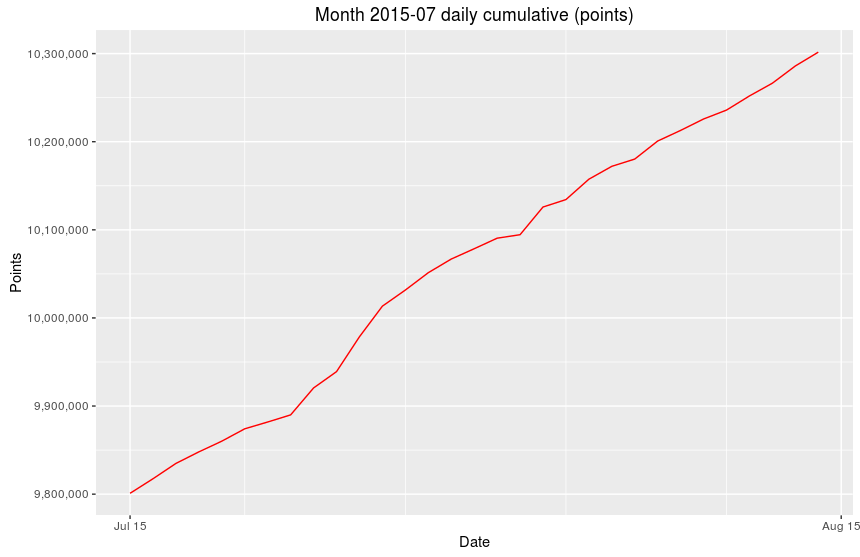 Month 2015-07 daily cumulative (points)
10,300,000
10,200,000
10,100,000
10,000,000
9,900,000
9,800,000
Points
Jul 15
Aug 15
Date